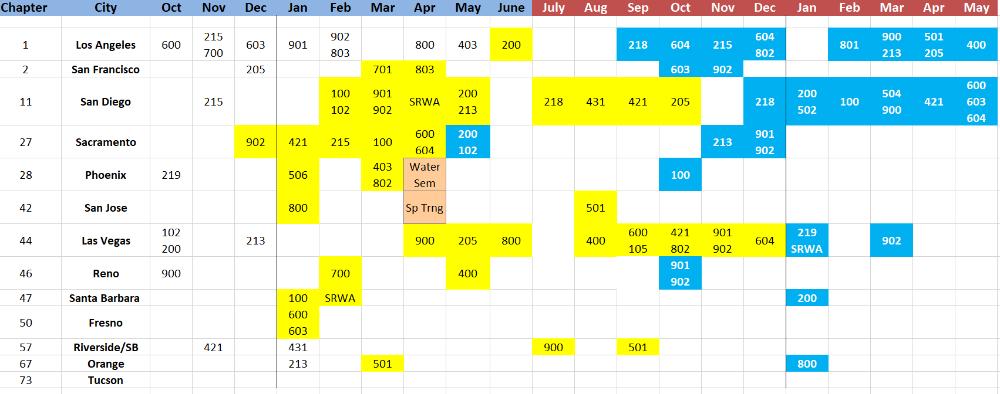 Chapter City Oct Nov Dec Jan Feb Mar Apr May June July Aug Sep Oct Nov Dec Jan Feb Mar Apr May
215 902 604 900 501
1 Los Angeles 600 603 901 800 403 200 218 604 215 801 400
700 803 802 213 205
2 San Francisco 205 701 803 603 902
100 901 200 600
102 902 213 200 504 603
11 San Diego 215 SRWA 218 431 421 205 218 100 421
502 900 604
600 200 901
27 Sacramento 902 421 215 100 213
604 102 902
403 Water
28 Phoenix 219 506 100
802 Sem
42 San Jose 800 Sp Trng 501
102 600 421 901 219
44 Las Vegas 213 900 205 800 400 604 902
200 105 802 902 SRWA
901
46 Reno 900 700 400
902
47 Santa Barbara 100 SRWA 200
600
50 Fresno
603
57 Riverside/SB 421 431 900 501
67 Orange 213 501 800
73 Tucson